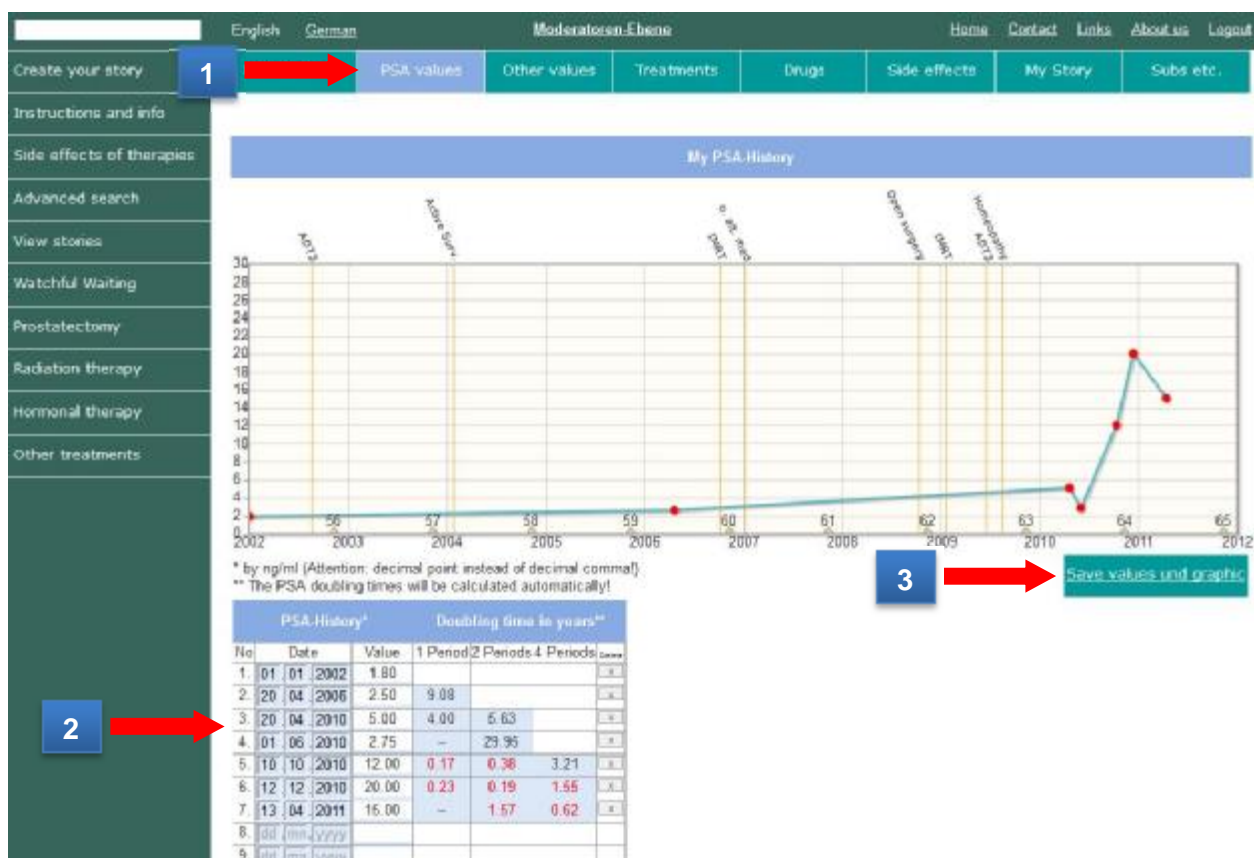 English German Moderatoren-Ebene Home Contact Links About us Logout
Create your story 1 PSA values Other values Treatments Drugs Side effects My Story Subs etc.
Instructions and info
Side effects of therapies
My PSA-History
Advanced search
View stories
Watchful Waiting
Prostatectomy
Radiation therapy
Hormonal therapy
Other treatments
ADT3 Active Surv. DMRT o. alt. med Open surgery IMRT ADT3 Homeopathy
30
28
26
24
22
20
18
16
14
12
10
8
6
4
2
0
56 57 58 59 60 61 62 63 64 65
2002 2003 2004 2005 2006 2007 2008 2009 2010 2011 2012
* by ng/ml (Attention: decimal point instead of decimal comma!)
** The PSA doubling times will be calculated automatically!
3 Save values und graphic
PSA-History* Doubling time in years**
No Date Value 1 Period 2 Periods 4 Periods
1. 01 01 2002 1.80 x
2. 20 04 2006 2.50 9.08 x
2
3. 20 04 2010 5.00 4.00 5.63 x
4. 01 06 2010 2.75 – 29.95 x
5. 10 10 2010 12.00 0.17 0.38 3.21 x
6. 12 12 2010 20.00 0.23 0.19 1.55 x
7. 13 04 2011 15.00 – 1.57 0.62 x
8. dd mm yyyy
9. dd mm yyyy